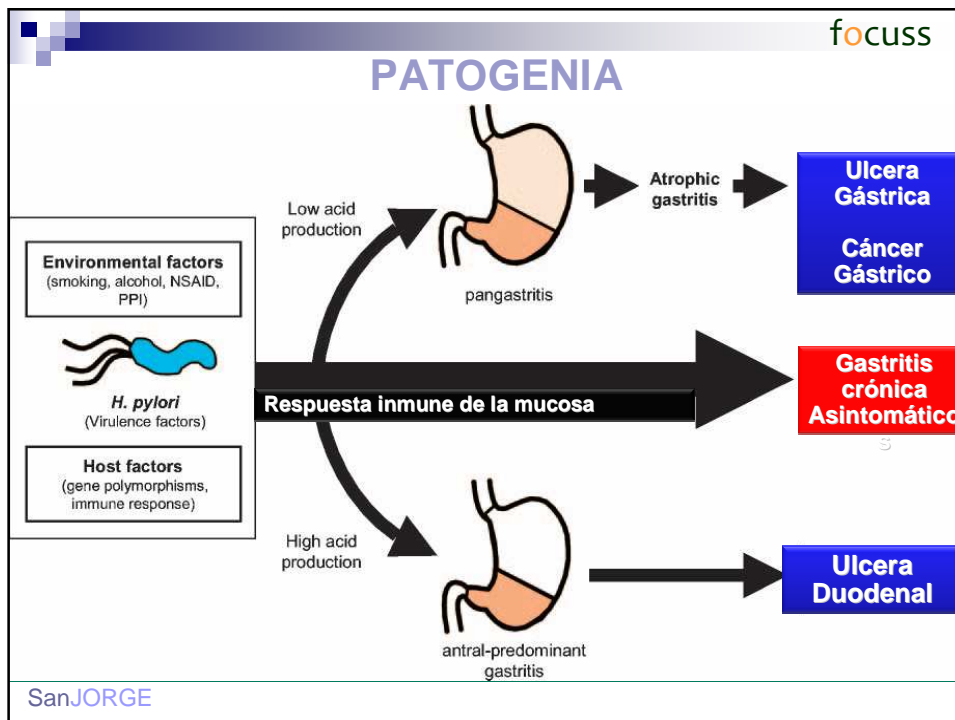 focuss
PATOGENIA
Environmental factors
(smoking, alcohol, NSAID,
PPI)
H. pylori
(Virulence factors)
Host factors
(gene polymorphisms,
immune response)
Low acid
production
pangastritis
Atrophic
gastritis
Ulcera
Gástrica
Cáncer
Gástrico
Respuesta inmune de la mucosa
Gastritis
crónica
Asintomático
s
High acid
production
antral-predominant
gastritis
Ulcera
Duodenal
SanJORGE